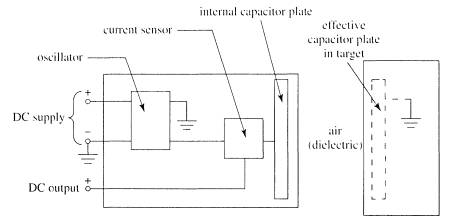 internal capacitor plate
current sensor
effective
capacitor plate
in target
oscillator
+
DC supply
−
air
(dielectric)
+
DC output